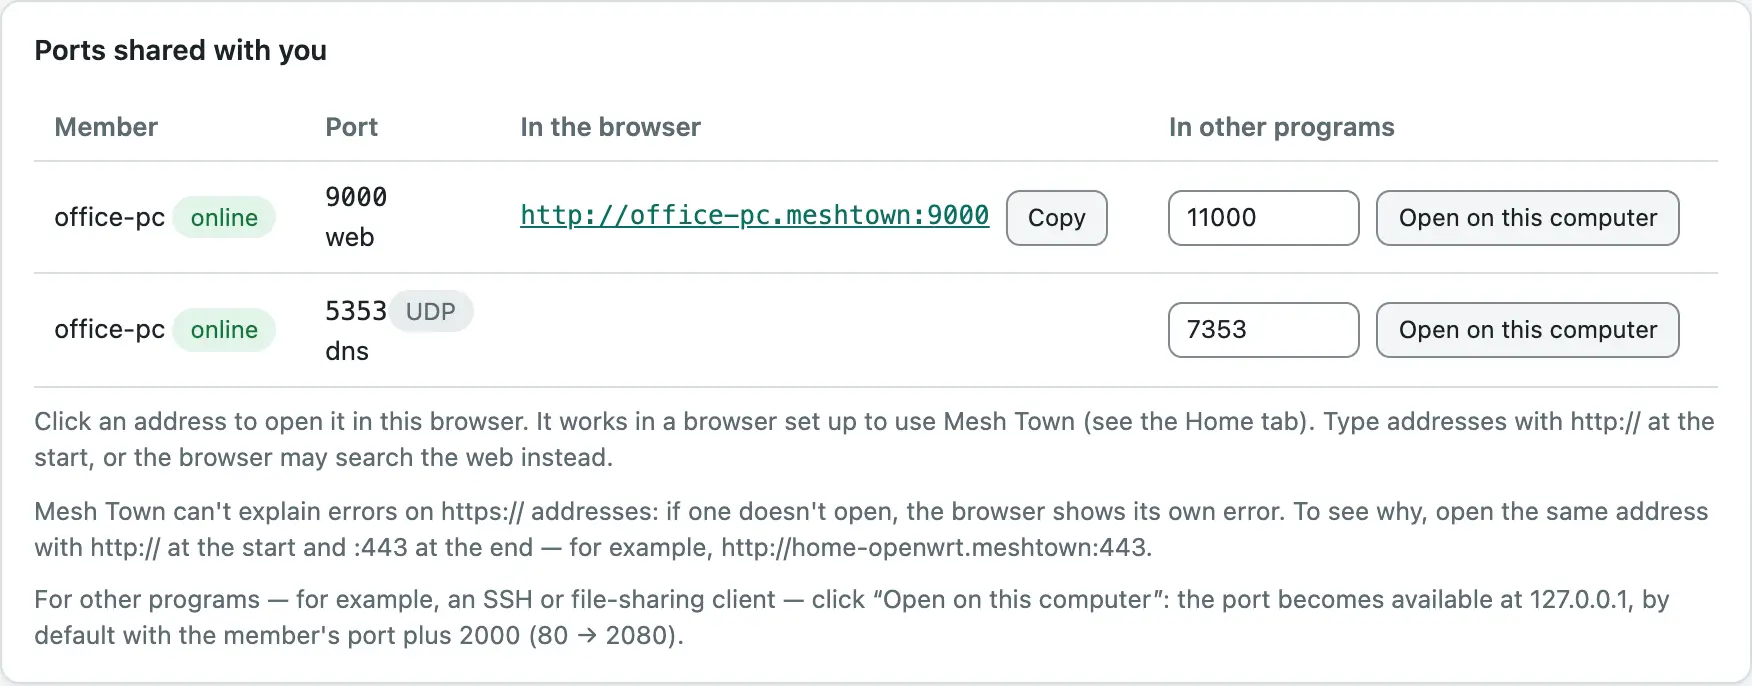 Ports shared with you
Member Port In the browser In other programs
office-pc online 9000 web http://office-pc.meshtown:9000 Copy 11000 Open on this computer
office-pc online 5353 UDP dns 7353 Open on this computer
Click an address to open it in this browser. It works in a browser set up to use Mesh Town (see the Home tab). Type addresses with http:// at the
start, or the browser may search the web instead.
Mesh Town can't explain errors on https:// addresses: if one doesn't open, the browser shows its own error. To see why, open the same address
with http:// at the start and :443 at the end — for example, http://home-openwrt.meshtown:443.
For other programs — for example, an SSH or file-sharing client — click “Open on this computer”: the port becomes available at 127.0.0.1, by
default with the member's port plus 2000 (80 → 2080).